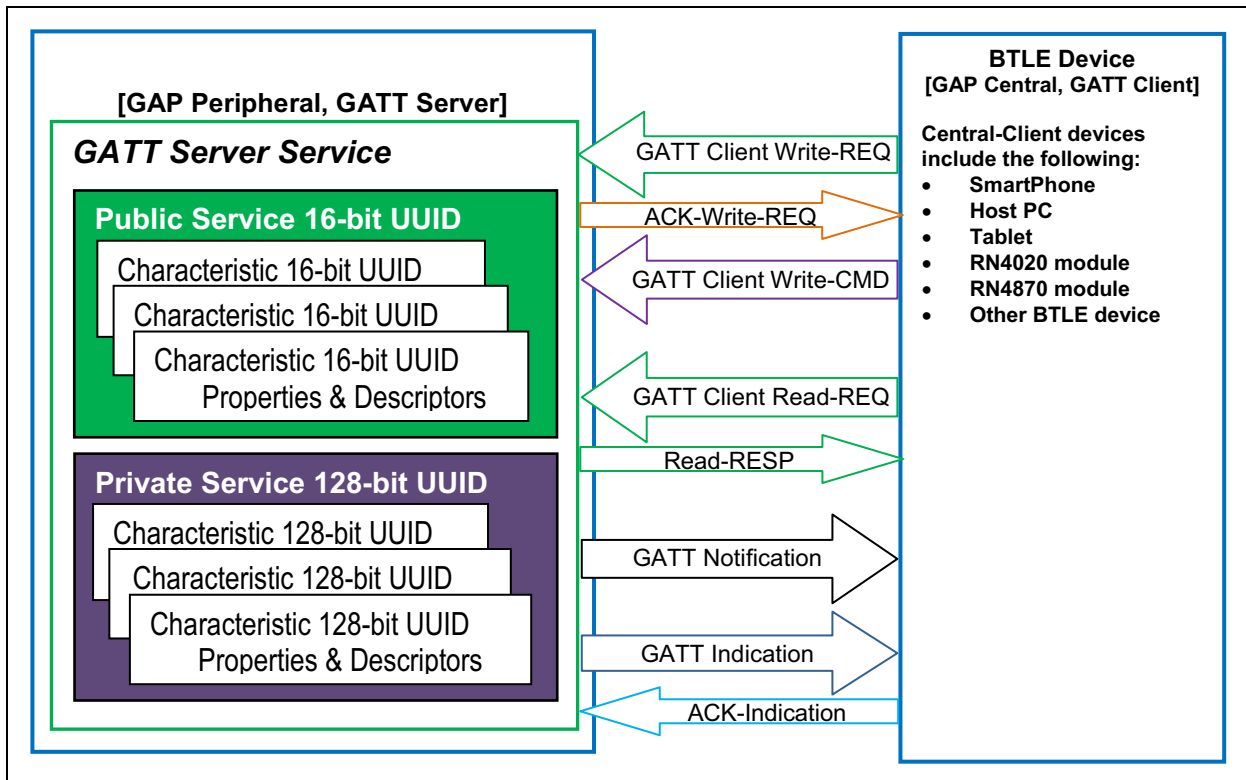 [GAP Peripheral, GATT Server]
GATT Server Service
Public Service 16-bit UUID
Characteristic 16-bit UUID
Characteristic 16-bit UUID
Characteristic 16-bit UUID
Properties & Descriptors
Private Service 128-bit UUID
Characteristic 128-bit UUID
Characteristic 128-bit UUID
Characteristic 128-bit UUID
Properties & Descriptors
GATT Client Write-REQ
ACK-Write-REQ
GATT Client Write-CMD
GATT Client Read-REQ
Read-RESP
GATT Notification
GATT Indication
ACK-Indication
BTLE Device
[GAP Central, GATT Client]
Central-Client devices
include the following:
• SmartPhone
• Host PC
• Tablet
• RN4020 module
• RN4870 module
• Other BTLE device